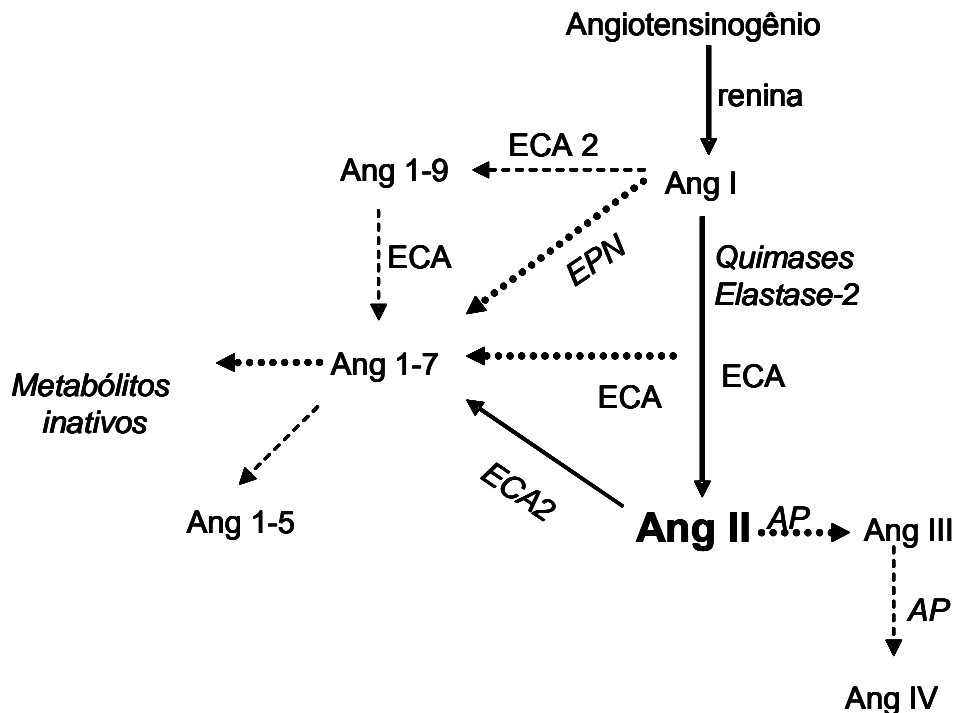 Angiotensinogênio
renina
ECA 2
Ang 1-9
Ang I
EPN
ECA
Quimases
Elastase-2
Ang 1-7
ECA
ECA
Metabólitos
inativos
ECA2
Ang 1-5
Ang II
AP
Ang III
AP
Ang IV